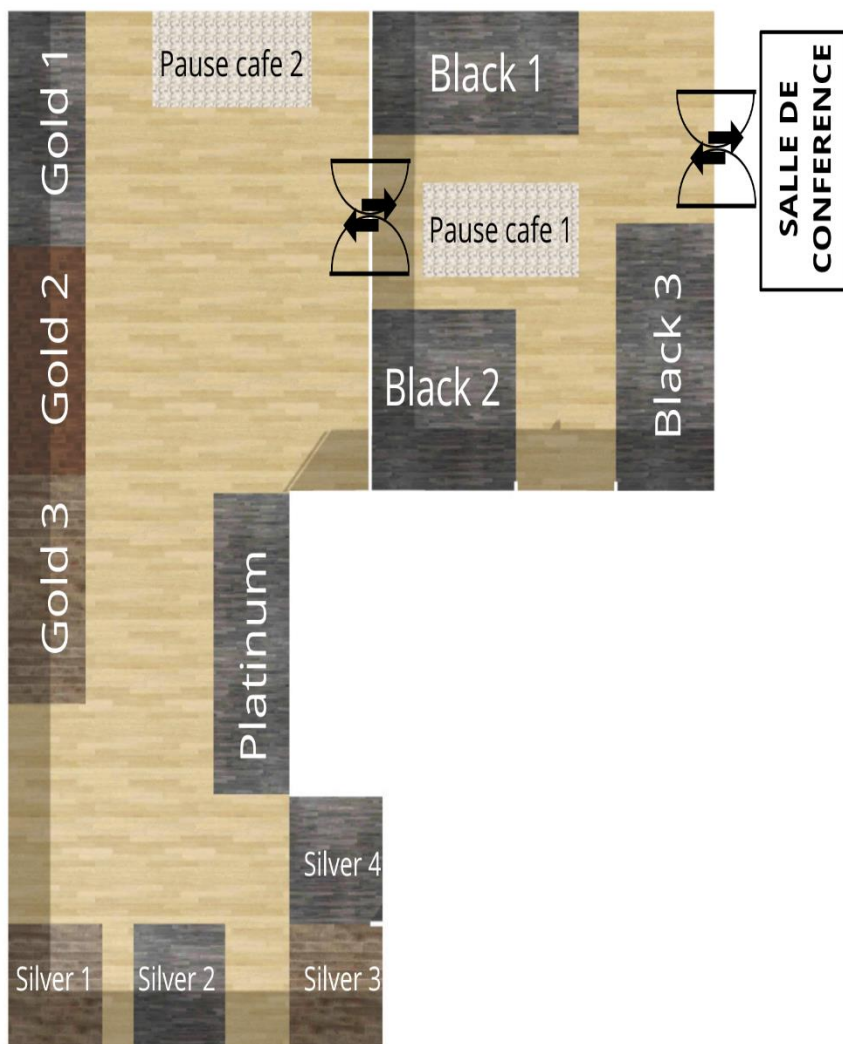 Gold 1
Pause cafe 2
Black 1
SALLE DE
CONFERENCE
Pause cafe 1
Gold 2
Black 2
Black 3
Gold 3
Platinum
Silver 4
Silver 1
Silver 2
Silver 3